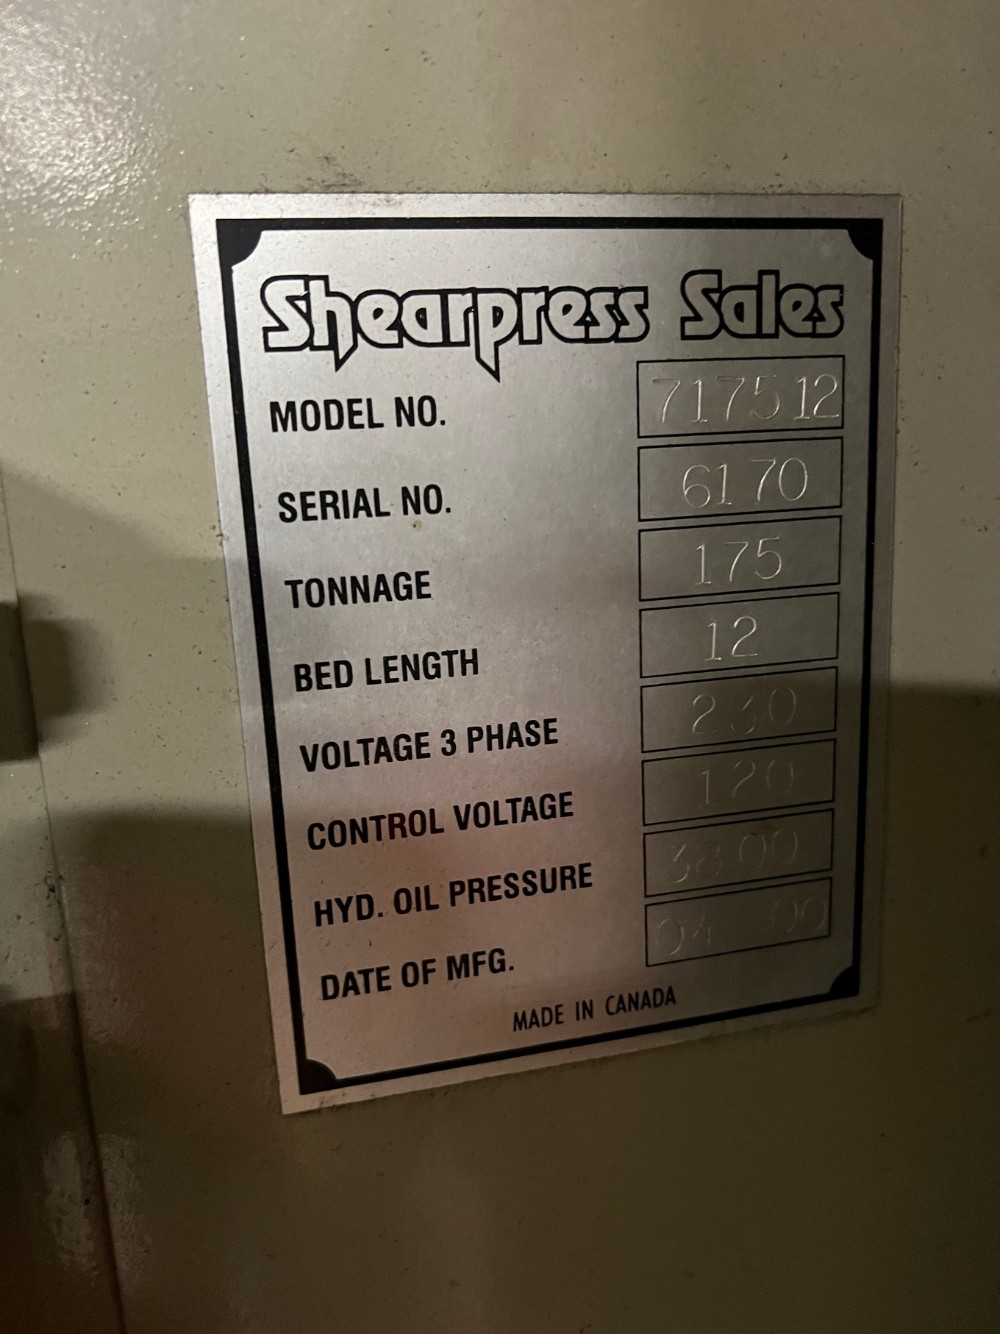 Shearpress Sales
MODEL NO. 717512
SERIAL NO. 6170
TONNAGE 175
BED LENGTH 12
VOLTAGE 3 PHASE 230
CONTROL VOLTAGE 120
HYD. OIL PRESSURE 3800
DATE OF MFG. 04 00
MADE IN CANADA